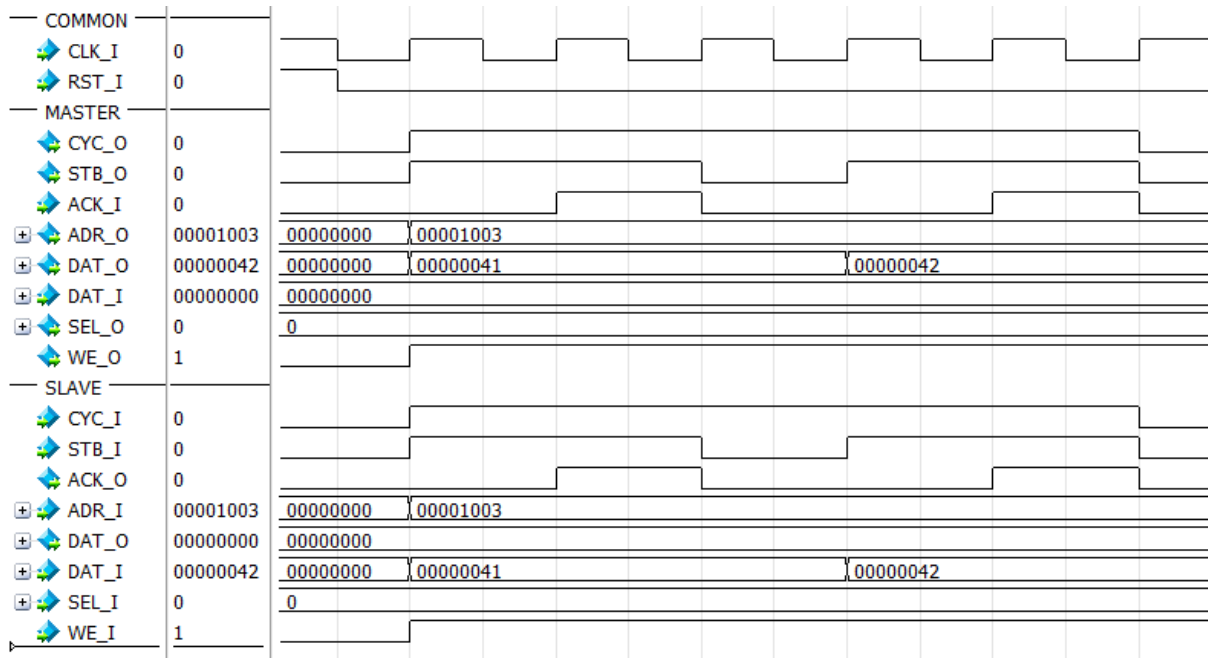 COMMON
CLK_I 0
RST_I 0
MASTER
CYC_O 0
STB_O 0
ACK_I 0
ADR_O 00001003 00000000 00001003
DAT_O 00000042 00000000 00000041 00000042
DAT_I 00000000 00000000
SEL_O 0 0
WE_O 1
SLAVE
CYC_I 0
STB_I 0
ACK_O 0
ADR_I 00001003 00000000 00001003
DAT_O 00000000 00000000
DAT_I 00000042 00000000 00000041 00000042
SEL_I 0 0
WE_I 1